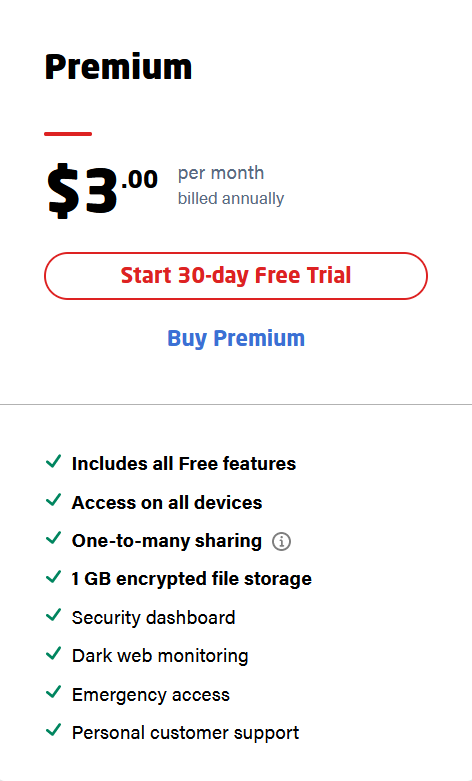 Premium
$3.00 per month
billed annually
Start 30-day Free Trial
Buy Premium
Includes all Free features
Access on all devices
One-to-many sharing
1 GB encrypted file storage
Security dashboard
Dark web monitoring
Emergency access
Personal customer support